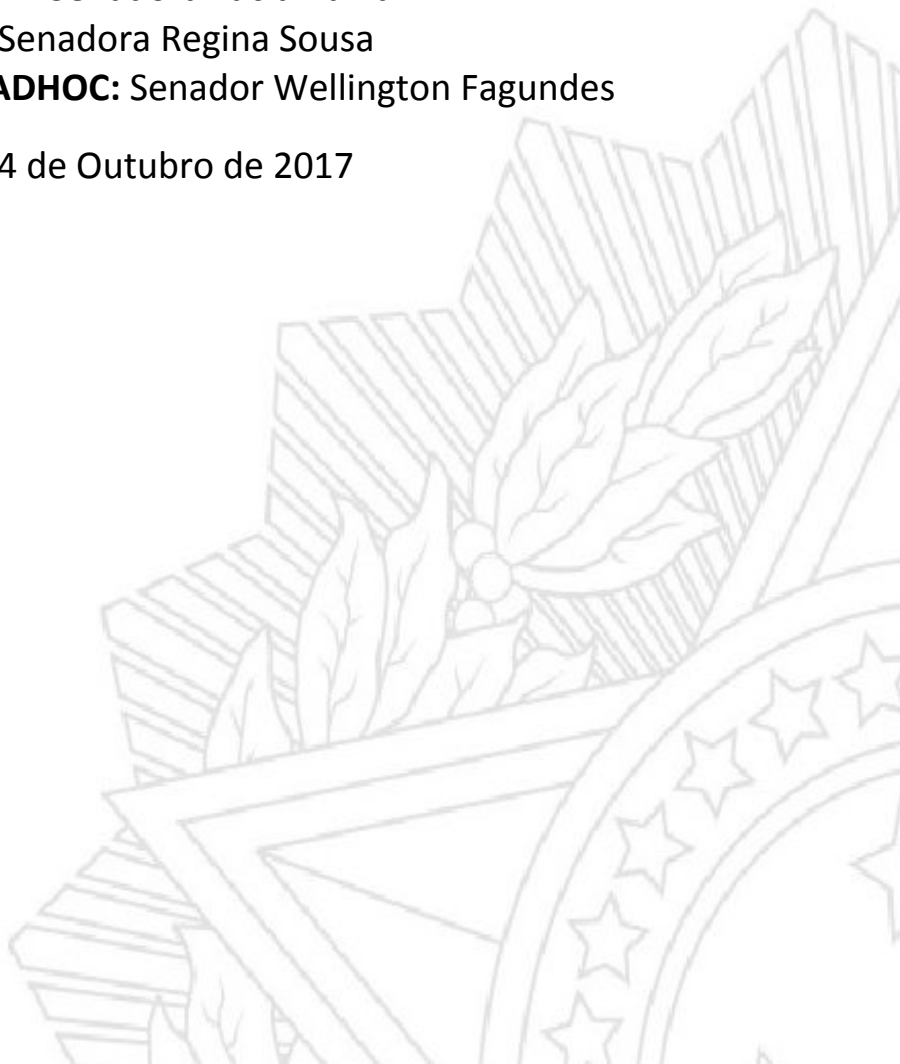 Senadora Regina Sousa
ADHOC: Senador Wellington Fagundes
4 de Outubro de 2017